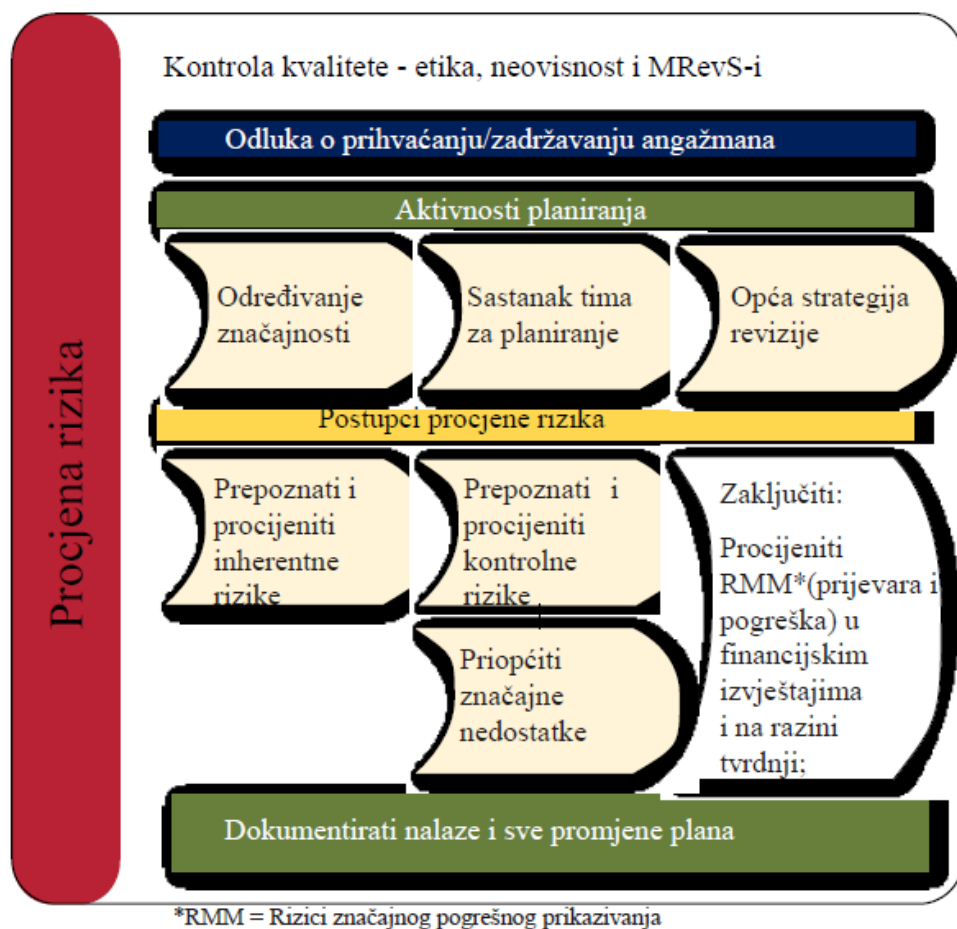 Procjena rizika
Kontrola kvalitete - etika, neovisnost i MRevS-i
Odluka o prihvaćanju/zadržavanju angažmana
Aktivnosti planiranja
Određivanje
značajnosti
Sastanak tima
za planiranje
Opća strategija
revizije
Postupci procjene rizika
Prepoznati i
procijeniti
inherentne
rizike
Prepoznati i
procijeniti
kontrolne
rizike
Priopćiti
značajne
nedostatke
Zaključiti:
Procijeniti
RMM*(prijevara i
pogreška) u
financijskim
izvještajima
i na razini
tvrdnji;
Dokumentirati nalaze i sve promjene plana
*RMM = Rizici značajnog pogrešnog prikazivanja